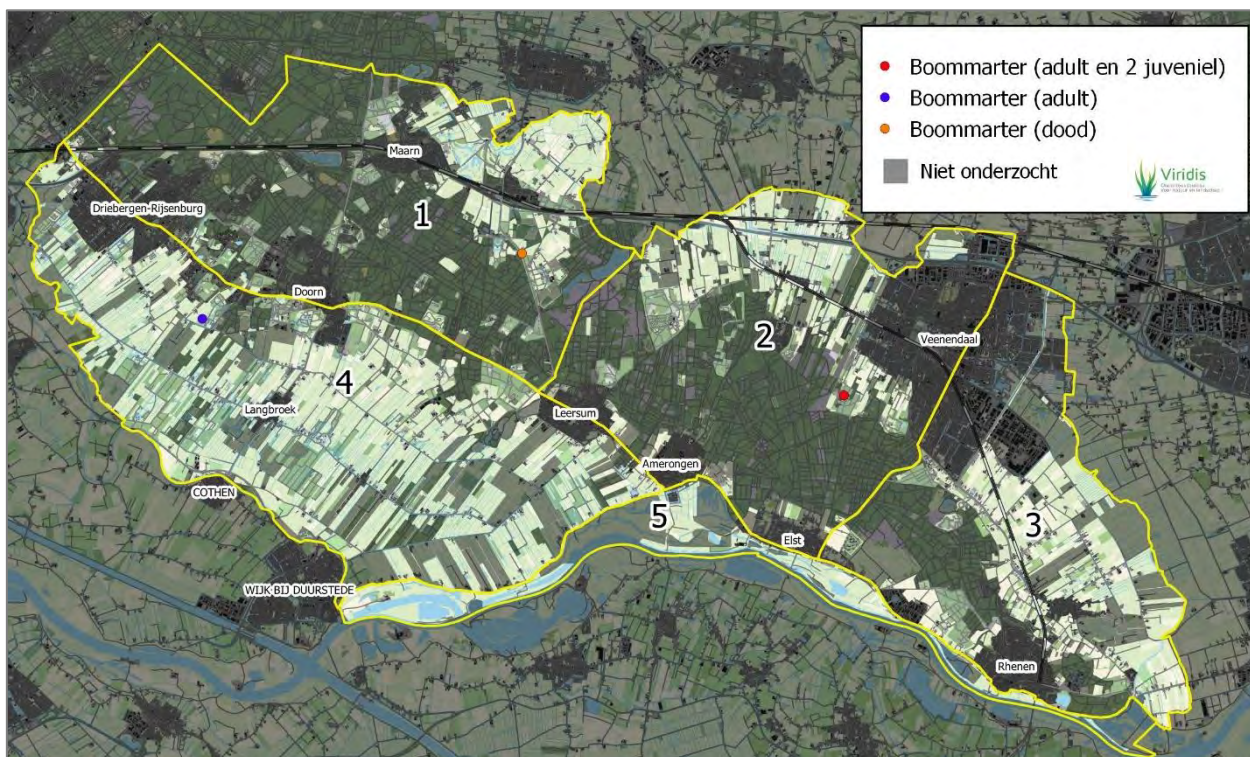 Boommarter (adult en 2 juveniel)
Boommarter (adult)
Boommarter (dood)
Niet onderzocht
Viridis
Maarn
Driebergen-Rijsenburg
1
Doorn
2
Veenendaal
4
Langbroek
Leersum
Amerongen
COTHEN
5
Elst
3
WIJK BIJ DUURSTEDE
Rhenen